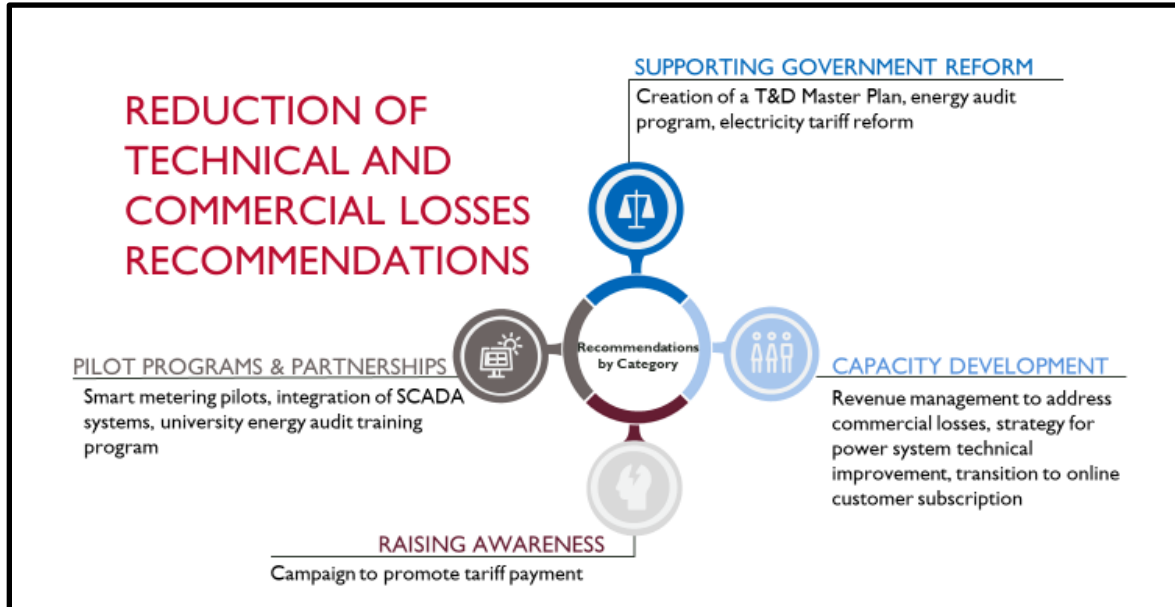 REDUCTION OF
TECHNICAL AND
COMMERCIAL LOSSES
RECOMMENDATIONS
SUPPORTING GOVERNMENT REFORM
Creation of a T&D Master Plan, energy audit
program, electricity tariff reform
Recommendations
by Category
PILOT PROGRAMS & PARTNERSHIPS
Smart metering pilots, integration of SCADA
systems, university energy audit training
program
CAPACITY DEVELOPMENT
Revenue management to address
commercial losses, strategy for
power system technical
improvement, transition to online
customer subscription
RAISING AWARENESS
Campaign to promote tariff payment